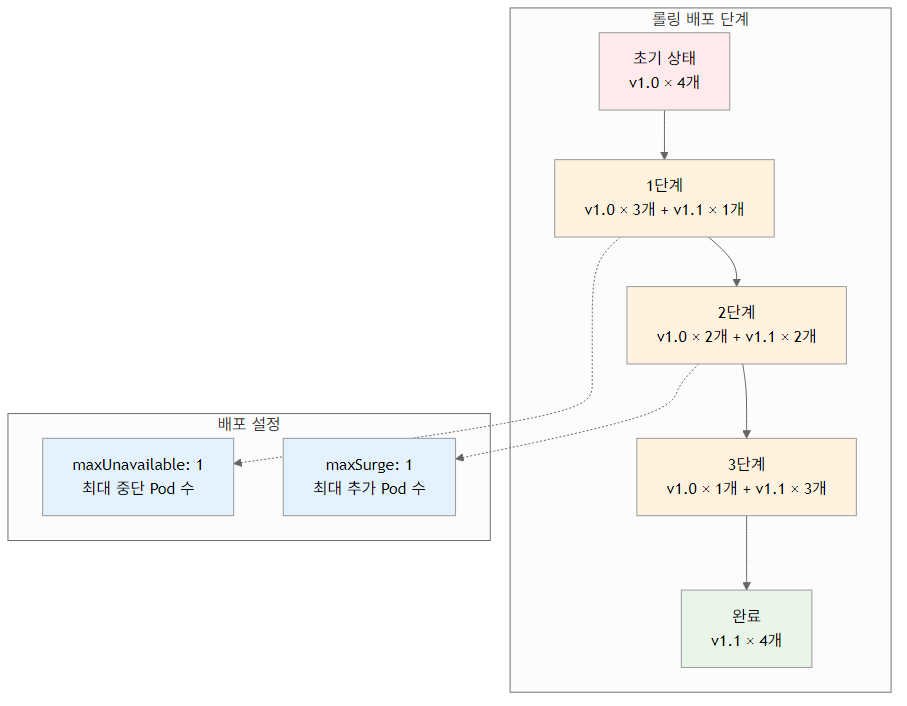 롤링 배포 단계
초기 상태
v1.0 × 4개
1단계
v1.0 × 3개 + v1.1 × 1개
2단계
v1.0 × 2개 + v1.1 × 2개
배포 설정
maxUnavailable: 1
최대 중단 Pod 수
maxSurge: 1
최대 추가 Pod 수
3단계
v1.0 × 1개 + v1.1 × 3개
완료
v1.1 × 4개